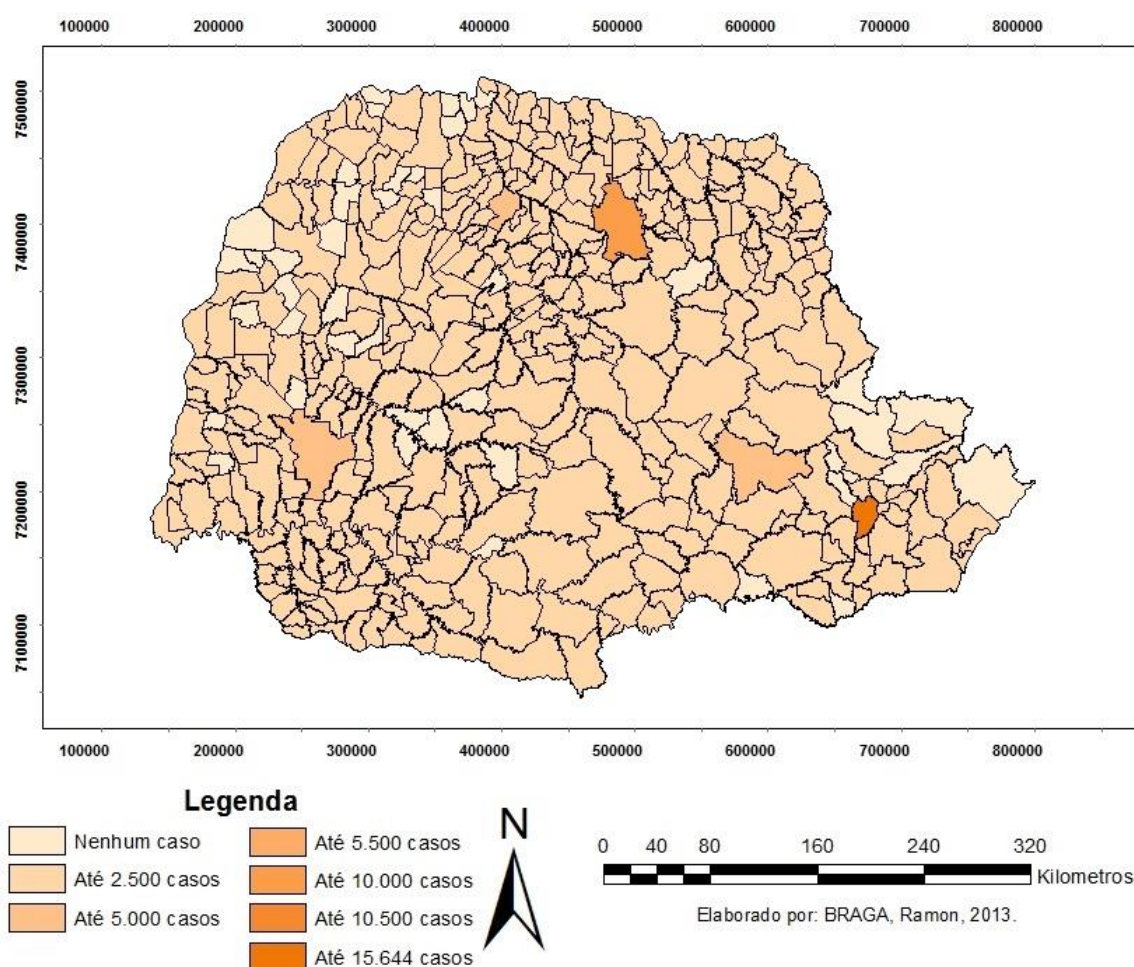 100000 200000 300000 400000 500000 600000 700000 800000
7500000
7400000
7300000
7200000
7100000
100000 200000 300000 400000 500000 600000 700000 800000
Legenda
Nenhum caso
Até 2.500 casos
Até 5.000 casos
Até 5.500 casos
Até 10.000 casos
Até 10.500 casos
Até 15.644 casos
N
0 40 80 160 240 320
Kilometros
Elaborado por: BRAGA, Ramon, 2013.